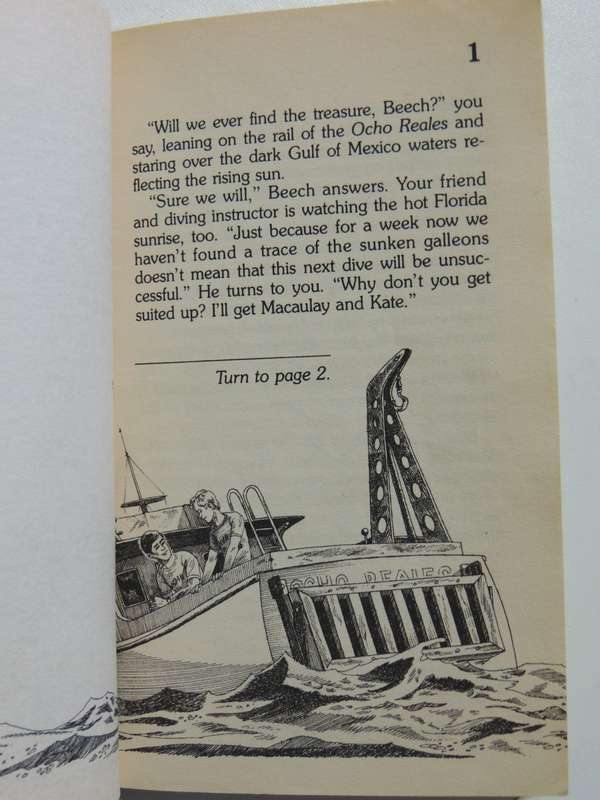 1
“Will we ever find the treasure, Beech?” you
say, leaning on the rail of the Ocho Reales and
staring over the dark Gulf of Mexico waters re-
flecting the rising sun.
“Sure we will,” Beech answers. Your friend
and diving instructor is watching the hot Florida
sunrise, too. “Just because for a week now we
haven’t found a trace of the sunken galleons
doesn’t mean that this next dive will be unsuc-
cessful.” He turns to you. “Why don’t you get
suited up? I’ll get Macaulay and Kate.”
Turn to page 2.
OCHO REALES